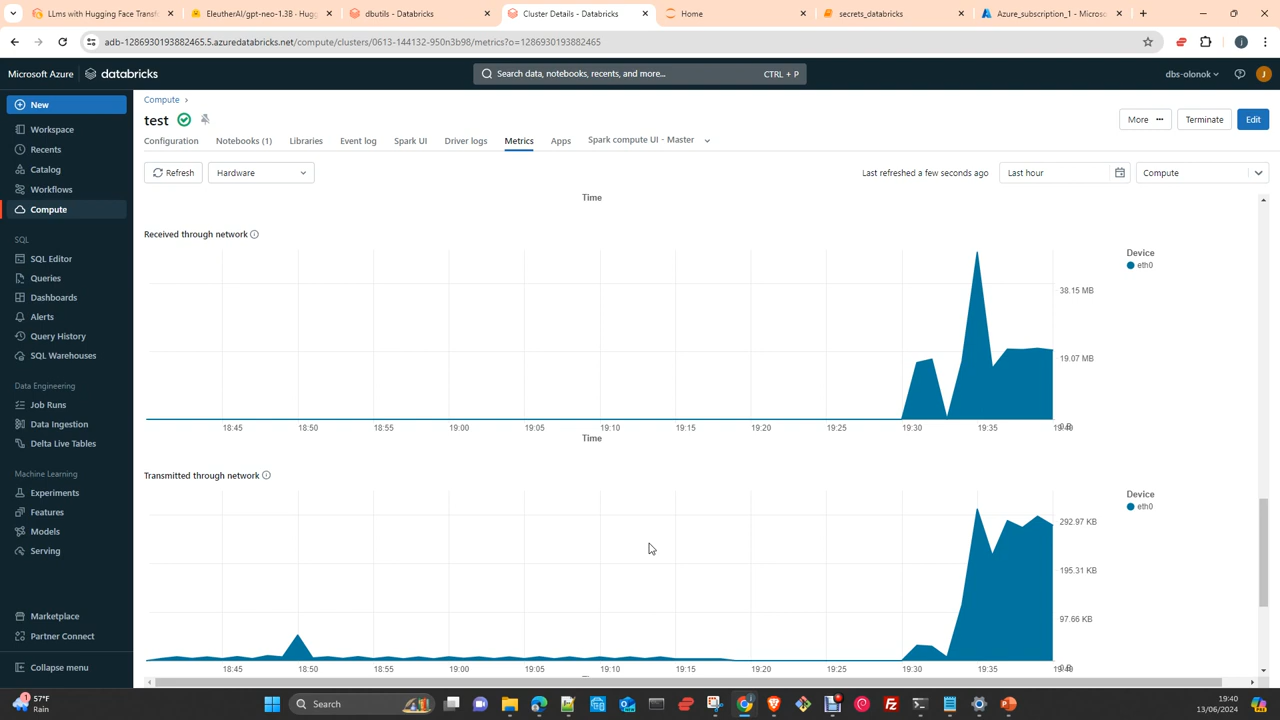 LLms with Hugging Face Transf
EleutherAI/gpt-neo-1.3B · Hugg
dbutils - Databricks
Cluster Details - Databricks
Home
secrets_databricks
Azure_subscription_1 - Microso
adb-1286930193882465.5.azuredatabricks.net/compute/clusters/0613-144132-950n3b98/metrics?o=1286930193882465
Microsoft Azure
databricks
Search data, notebooks, recents, and more...
CTRL + P
dbs-olonok
J
New
Workspace
Recents
Catalog
Workflows
Compute
SQL
SQL Editor
Queries
Dashboards
Alerts
Query History
SQL Warehouses
Data Engineering
Job Runs
Data Ingestion
Delta Live Tables
Machine Learning
Experiments
Features
Models
Serving
Marketplace
Partner Connect
Collapse menu
Compute
test
More
Terminate
Edit
Configuration
Notebooks (1)
Libraries
Event log
Spark UI
Driver logs
Metrics
Apps
Spark compute UI - Master
Refresh
Hardware
Last refreshed a few seconds ago
Last hour
Compute
Time
Received through network
Device
eth0
38.15 MB
19.07 MB
18:45 18:50 18:55 19:00 19:05 19:10 19:15 19:20 19:25 19:30 19:35
Time
Transmitted through network
Device
eth0
292.97 KB
195.31 KB
97.66 KB
18:45 18:50 18:55 19:00 19:05 19:10 19:15 19:20 19:25 19:30 19:35
57°F
Rain
Search
19:40
13/06/2024